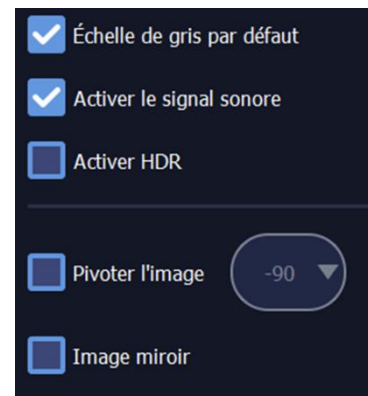 Échelle de gris par défaut
Activer le signal sonore
Activer HDR
Pivoter l'image -90
Image miroir